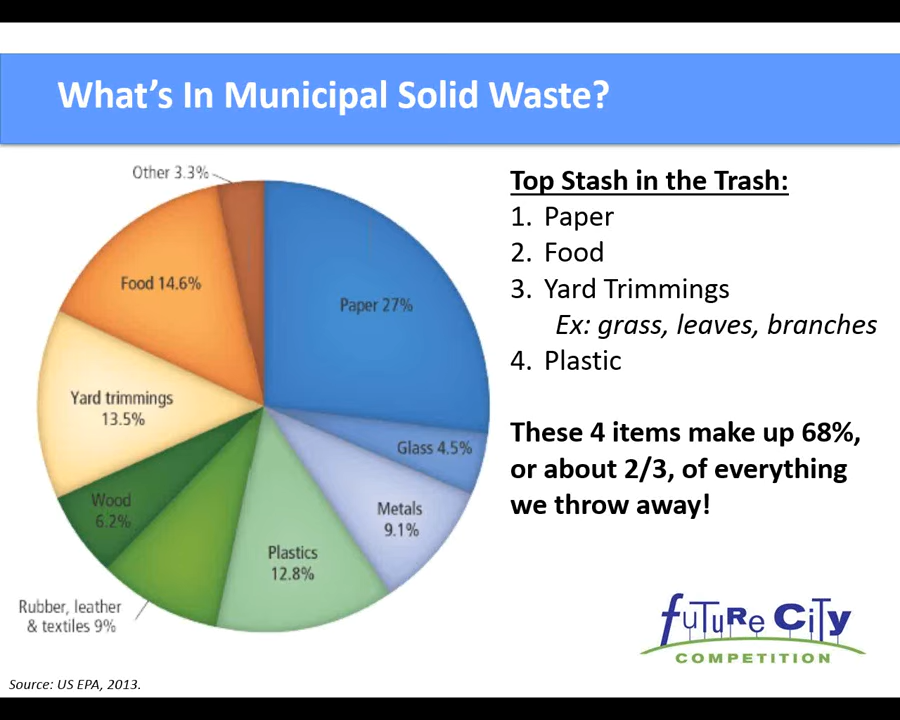 What's In Municipal Solid Waste?
Other 3.3%
Food 14.6%
Paper 27%
Yard trimmings
13.5%
Glass 4.5%
Wood
6.2%
Metals
9.1%
Plastics
12.8%
Rubber, leather
& textiles 9%
Top Stash in the Trash:
1. Paper
2. Food
3. Yard Trimmings
Ex: grass, leaves, branches
4. Plastic
These 4 items make up 68%,
or about 2/3, of everything
we throw away!
fuTuRe CiTy
COMPETITION
Source: US EPA, 2013.